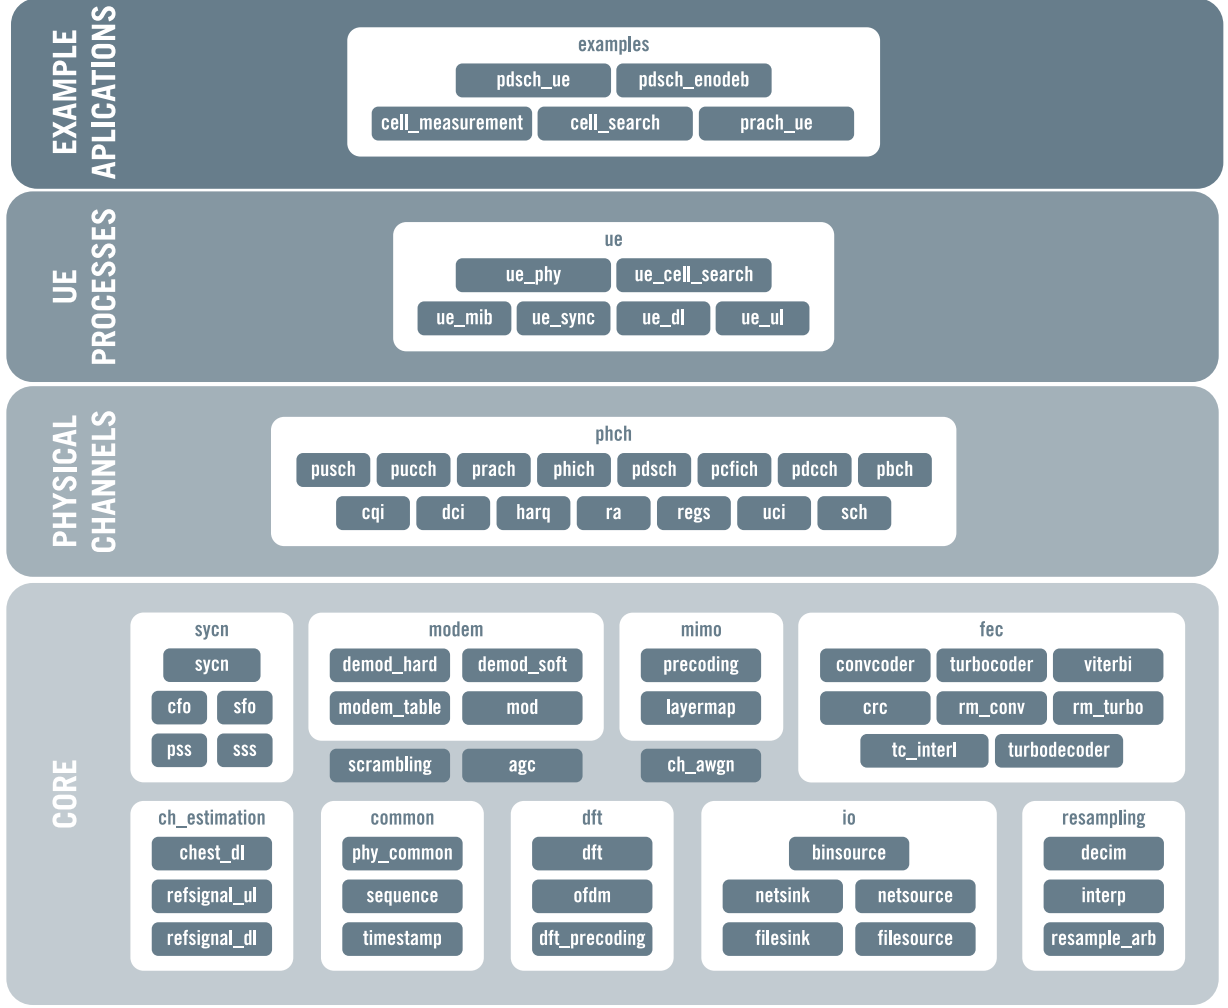 EXAMPLE
APLICATIONS
examples
pdsch_ue pdsch_enodeb
cell_measurement cell_search prach_ue
UE
PROCESSES
ue
ue_phy ue_cell_search
ue_mib ue_sync ue_dl ue_ul
PHYSICAL
CHANNELS
phch
pusch pucch prach phich pdsch pcfich pdcch pbch
cqi dci harq ra regs uci sch
CORE
sycn
sycn
cfo sfo
pss sss
modem
demod_hard demod_soft
modem_table mod
scrambling agc
mimo
precoding
layermap
ch_awgn
fec
convcoder turbocoder viterbi
crc rm_conv rm_turbo
tc_interl turbodecoder
ch_estimation
chest_dl
refsignal_ul
refsignal_dl
common
phy_common
sequence
timestamp
dft
dft
ofdm
dft_precoding
io
binsource
netsink netsource
filesink filesource
resampling
decim
interp
resample_arb